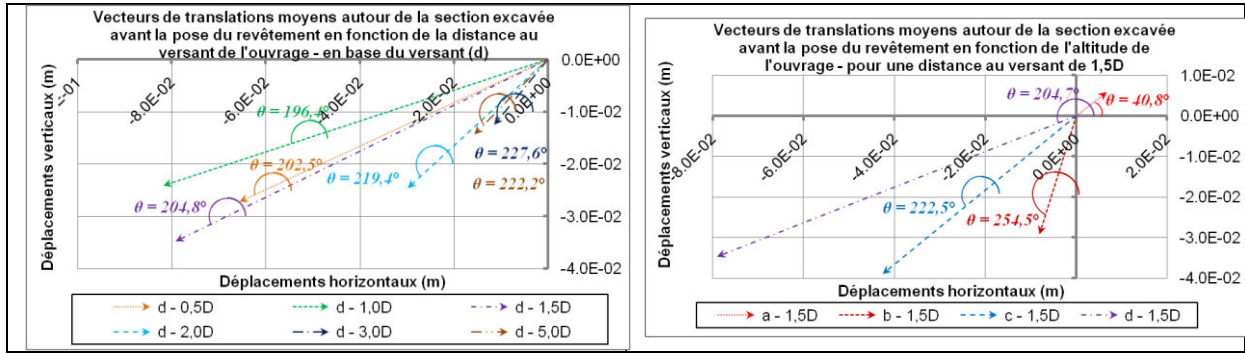 Vecteurs de translations moyens autour de la section excavée
avant la pose du revêtement en fonction de la distance au
versant de l'ouvrage - en base du versant (d)
Déplacements verticaux (m)
-8.0E-02
-6.0E-02
-4.0E-02
-2.0E-02
0.0E+00
0.0E+00
-1.0E-02
-2.0E-02
-3.0E-02
-4.0E-02
θ = 196,4°
θ = 202,5°
θ = 219,4°
θ = 227,6°
θ = 222,2°
θ = 204,8°
Déplacements horizontaux (m)
d - 0,5D
d - 1,0D
d - 1,5D
d - 2,0D
d - 3,0D
d - 5,0D
Vecteurs de translations moyens autour de la section excavée
avant la pose du revêtement en fonction de l'altitude de
l'ouvrage - pour une distance au versant de 1,5D
Déplacements verticaux (m)
1.0E-02
0.0E+00
-1.0E-02
-2.0E-02
-3.0E-02
-4.0E-02
-8.0E-02
-6.0E-02
-4.0E-02
-2.0E-02
0.0E+00
2.0E-02
θ = 204,7°
θ = 40,8°
θ = 222,5°
θ = 254,5°
Déplacements horizontaux (m)
a - 1,5D
b - 1,5D
c - 1,5D
d - 1,5D